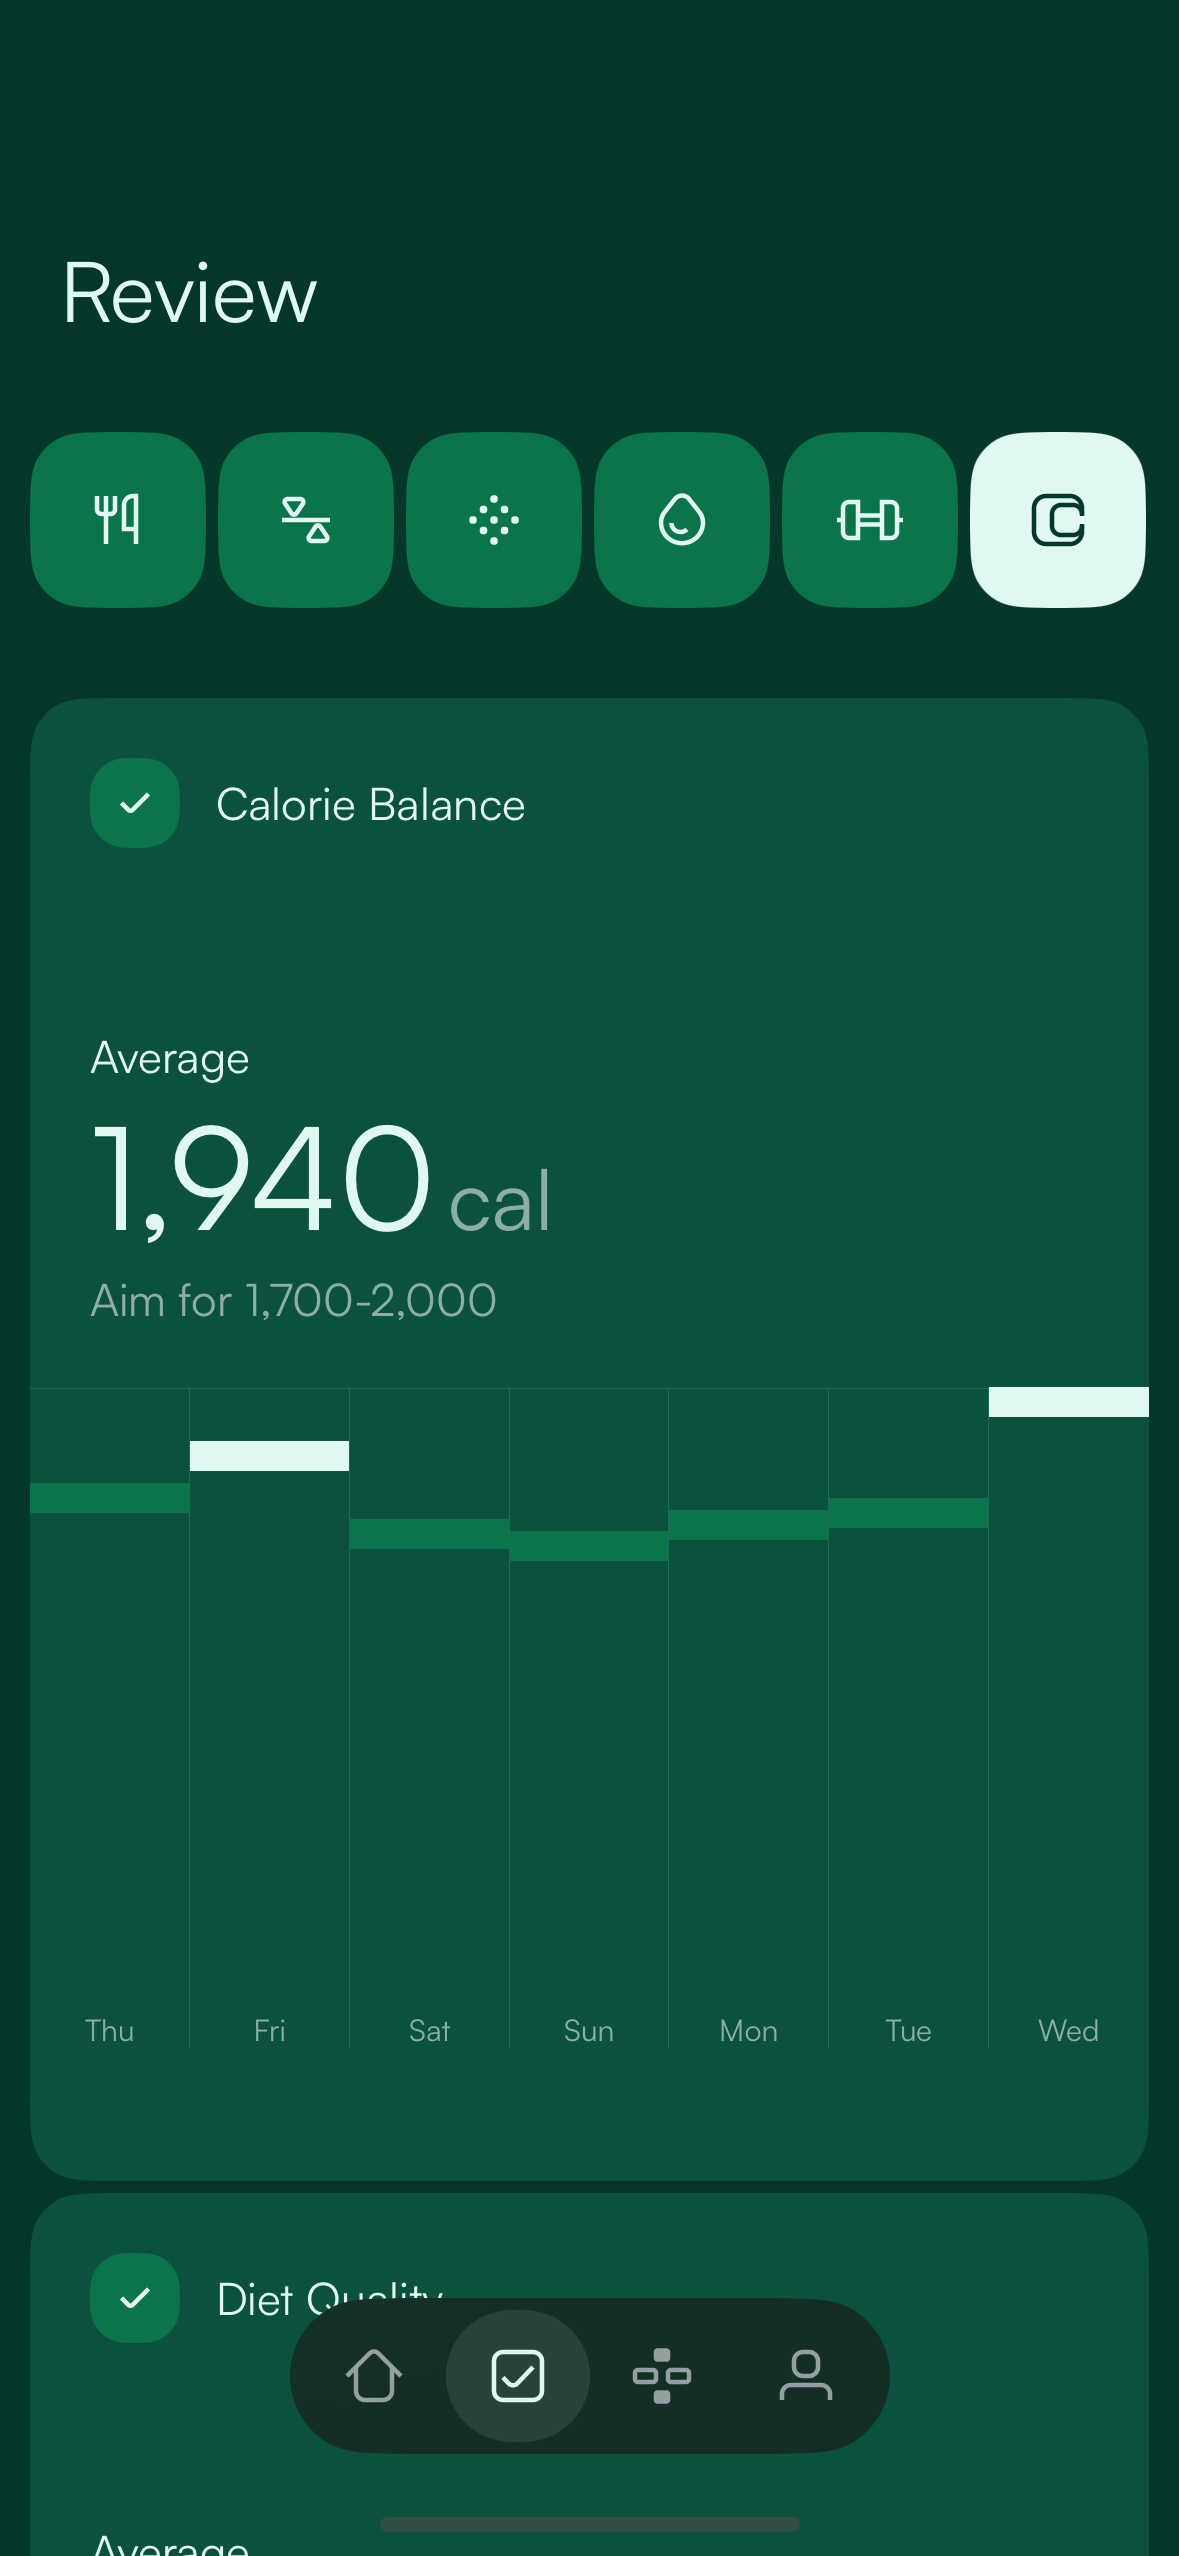 Review
Calorie Balance
Average
1,940 cal
Aim for 1,700-2,000
Thu Fri Sat Sun Mon Tue Wed
Diet Quality
Average